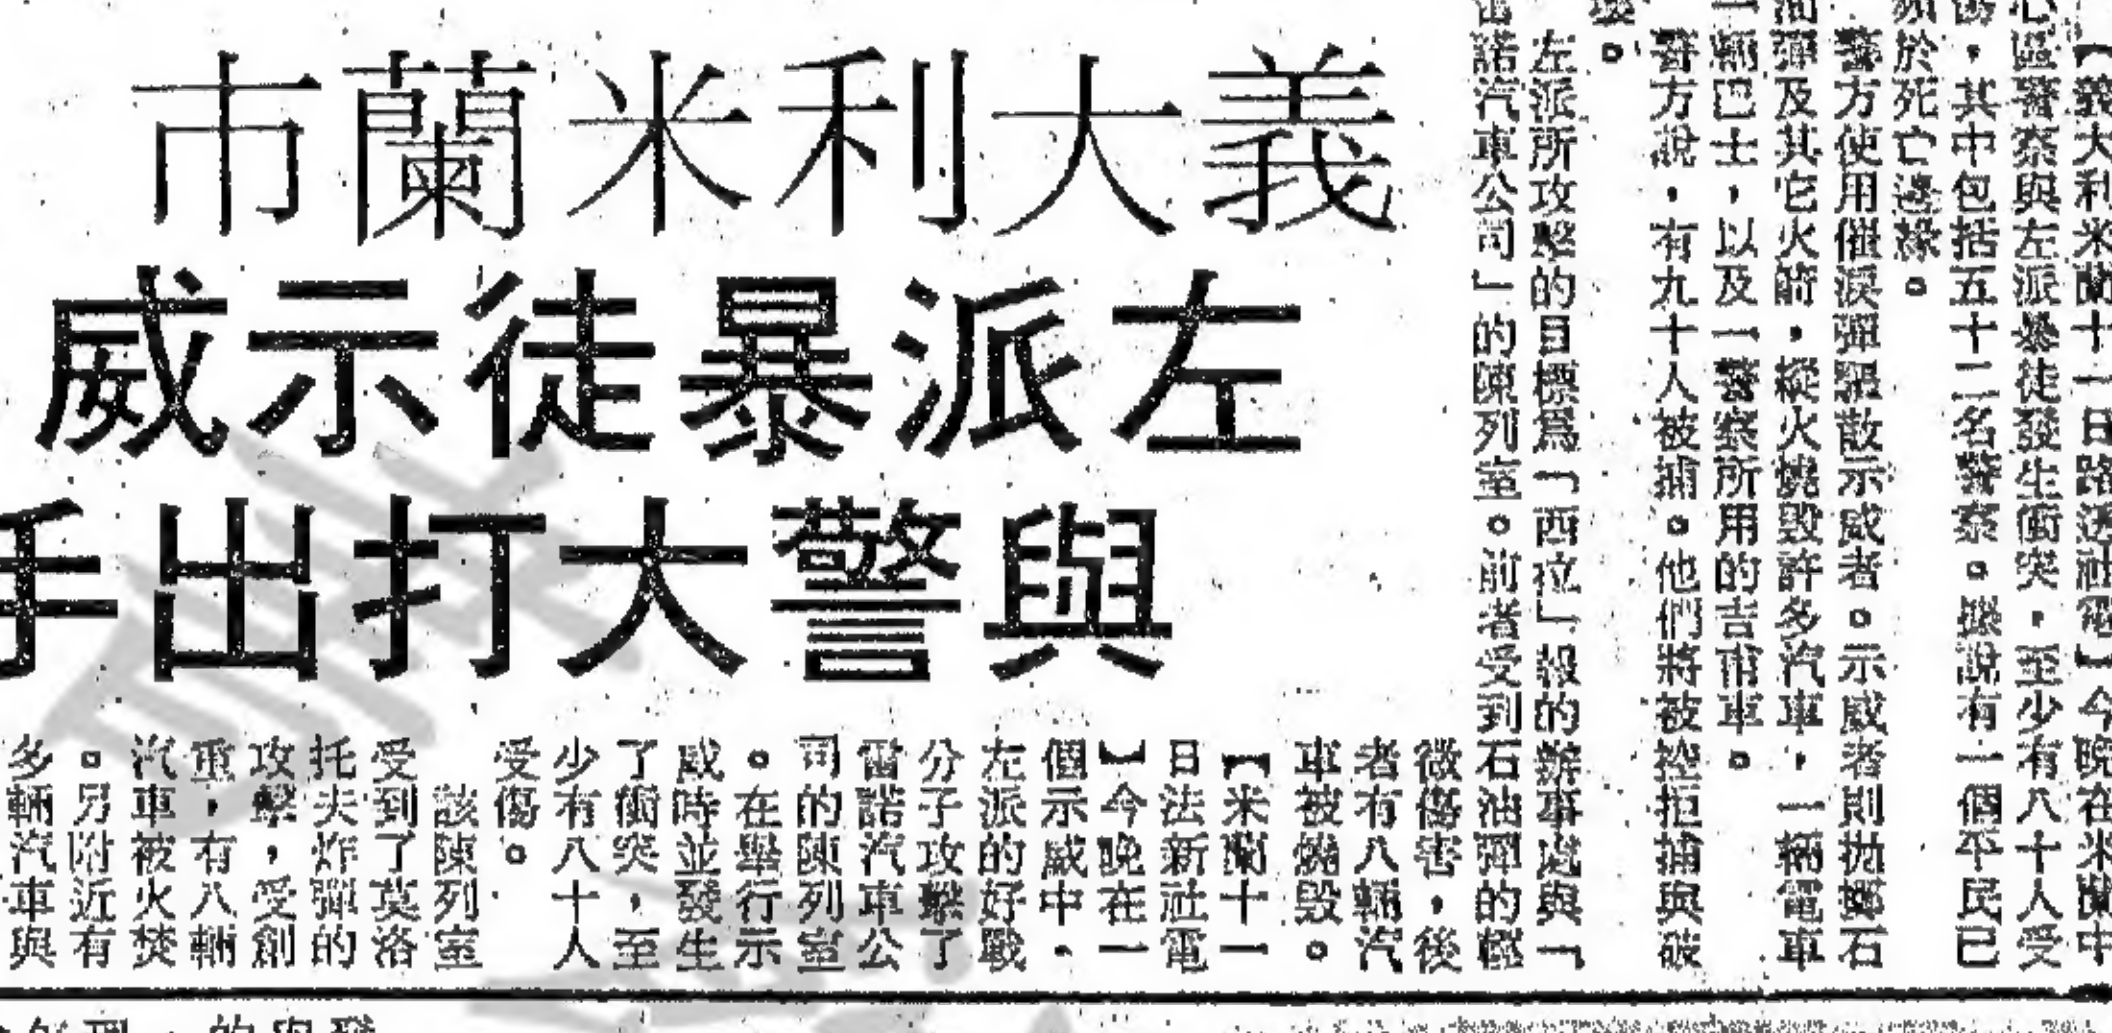 義大利米蘭市
左派暴徒示威
與警大打出手
【義大利米蘭十一日路透社電】今晚在米蘭中
心區警察與左派暴徒發生衝突,至少有八十人受
傷,其中包括五十二名警察。據說有一個平民已
頻於死亡邊緣。
警方使用催淚彈驅散示威者。示威者則拋擲石
油彈及其它火箭,縱火燒毀許多汽車,一輛電車
一輛巴士,以及一警察所用的吉甫車。
警方說,有九十人被捕。他們將被控拒捕與破
壞。
左派所攻擊的目標為「西拉」報的辦事處與「
雷諾汽車公司」的陳列室。前者受到石油彈的輕
微傷害,後
者有八輛汽
車被燒毀。
【米蘭十一
日法新社電
】今晚在一
個示威中,
左派的好戰
分子攻擊了
雷諾汽車公
司的陳列室
。在舉行示
威時並發生
了衝突,至
少有八十人
受傷。
該陳列室
受到了莫洛
托夫炸彈的
攻擊,受創
重,有八輛
汽車被火焚
。另附近有
多輛汽車與